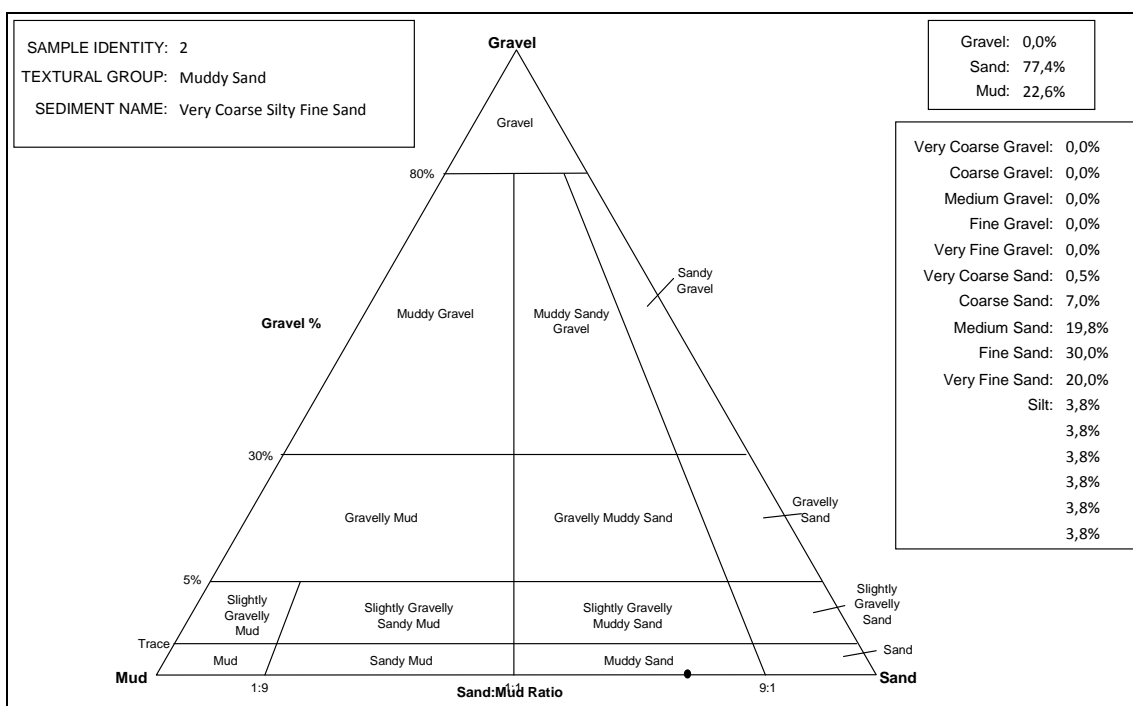 SAMPLE IDENTITY: 2
TEXTURAL GROUP: Muddy Sand
SEDIMENT NAME: Very Coarse Silty Fine Sand
Gravel
Gravel: 0,0%
Sand: 77,4%
Mud: 22,6%
Gravel
80%
Very Coarse Gravel: 0,0%
Coarse Gravel: 0,0%
Medium Gravel: 0,0%
Fine Gravel: 0,0%
Very Fine Gravel: 0,0%
Very Coarse Sand: 0,5%
Coarse Sand: 7,0%
Medium Sand: 19,8%
Fine Sand: 30,0%
Very Fine Sand: 20,0%
Silt: 3,8%
3,8%
3,8%
3,8%
3,8%
3,8%
Sandy
Gravel
Gravel %
Muddy Gravel
Muddy Sandy
Gravel
30%
Gravelly Mud
Gravelly Muddy Sand
Gravelly
Sand
5%
Slightly
Gravelly
Mud
Slightly Gravelly
Sandy Mud
Slightly Gravelly
Muddy Sand
Slightly
Gravelly
Sand
Trace
Mud
Sandy Mud
Muddy Sand
Sand
Mud
Sand
1:9
1:1
9:1
Sand:Mud Ratio